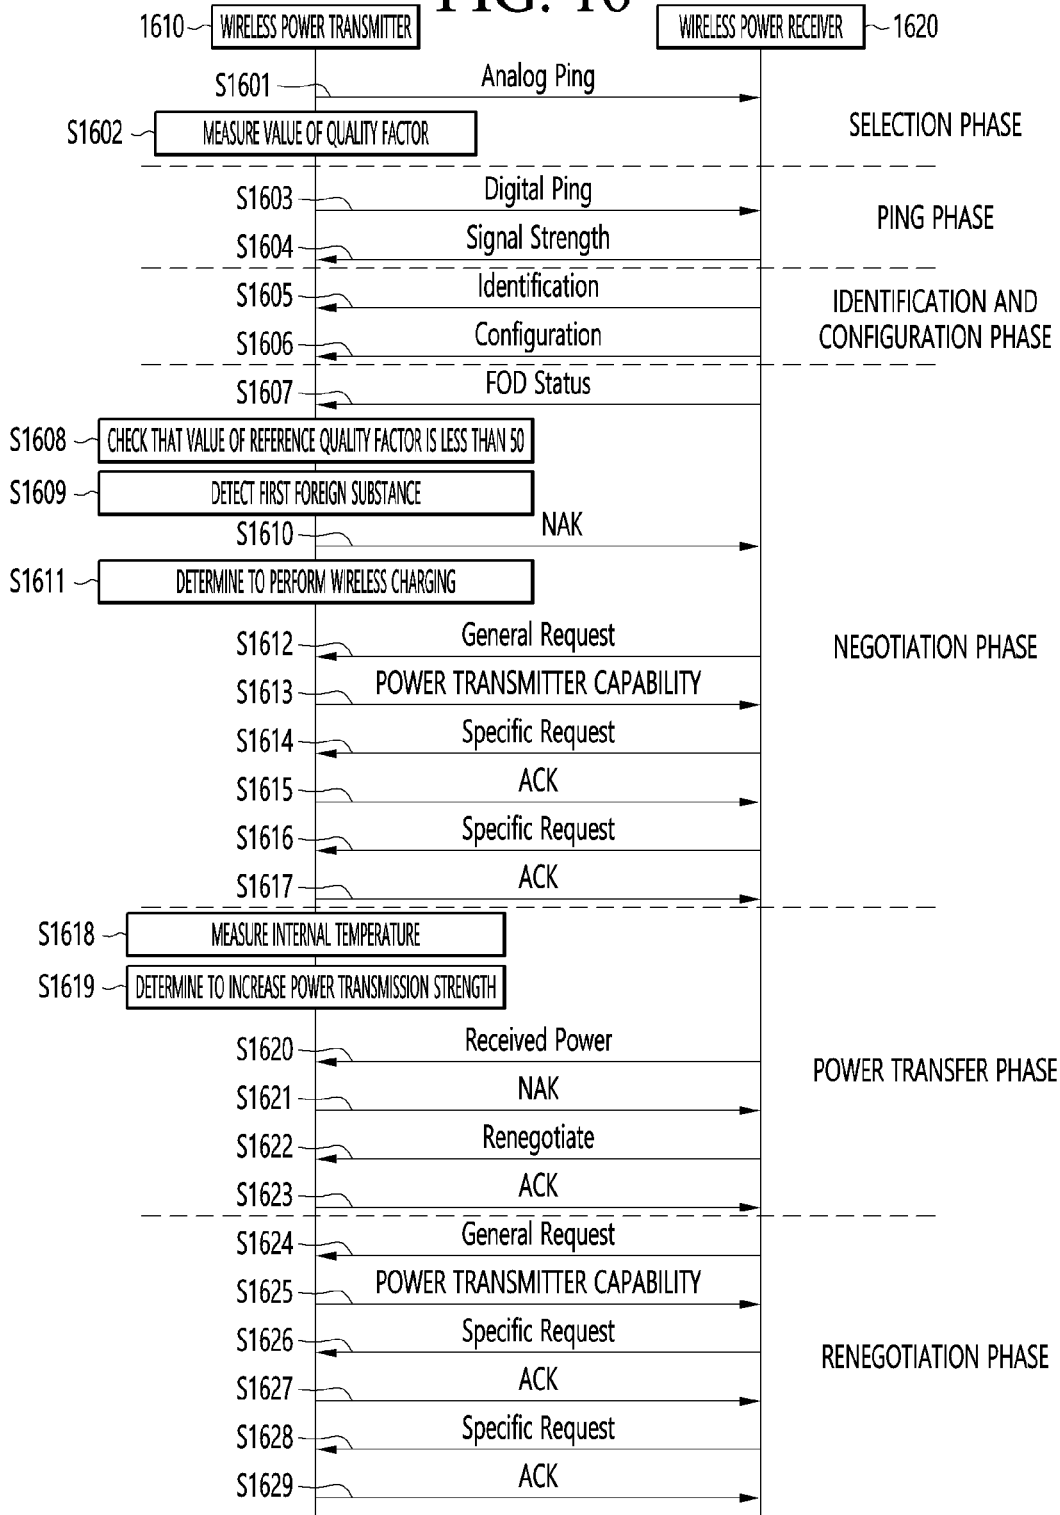 FIG. 16
1610 WIRELESS POWER TRANSMITTER WIRELESS POWER RECEIVER 1620
S1601 Analog Ping
S1602 MEASURE VALUE OF QUALITY FACTOR
SELECTION PHASE
S1603 Digital Ping
PING PHASE
S1604 Signal Strength
S1605 Identification
IDENTIFICATION AND
CONFIGURATION PHASE
S1606 Configuration
S1607 FOD Status
S1608 CHECK THAT VALUE OF REFERENCE QUALITY FACTOR IS LESS THAN 50
S1609 DETECT FIRST FOREIGN SUBSTANCE
S1610 NAK
S1611 DETERMINE TO PERFORM WIRELESS CHARGING
S1612 General Request
NEGOTIATION PHASE
S1613 POWER TRANSMITTER CAPABILITY
S1614 Specific Request
S1615 ACK
S1616 Specific Request
S1617 ACK
S1618 MEASURE INTERNAL TEMPERATURE
S1619 DETERMINE TO INCREASE POWER TRANSMISSION STRENGTH
S1620 Received Power
POWER TRANSFER PHASE
S1621 NAK
S1622 Renegotiate
S1623 ACK
S1624 General Request
S1625 POWER TRANSMITTER CAPABILITY
S1626 Specific Request
RENEGOTIATION PHASE
S1627 ACK
S1628 Specific Request
S1629 ACK